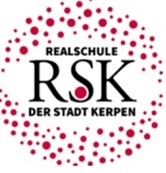 REALSCHULE
RSK
DER STADT KERPEN